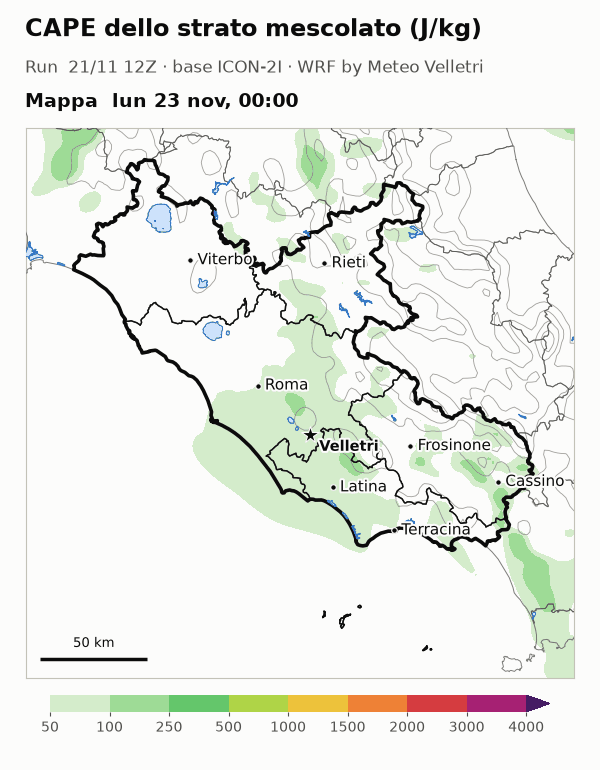 CAPE dello strato mescolato (J/kg)
Run  21/11 12Z · base ICON-2I · WRF by Meteo Velletri
Mappa  lun 23 nov, 00:00
Viterbo
Rieti
Roma
Velletri
Frosinone
Latina
Cassino
Terracina
50 km
50 100 250 500 1000 1500 2000 3000 4000